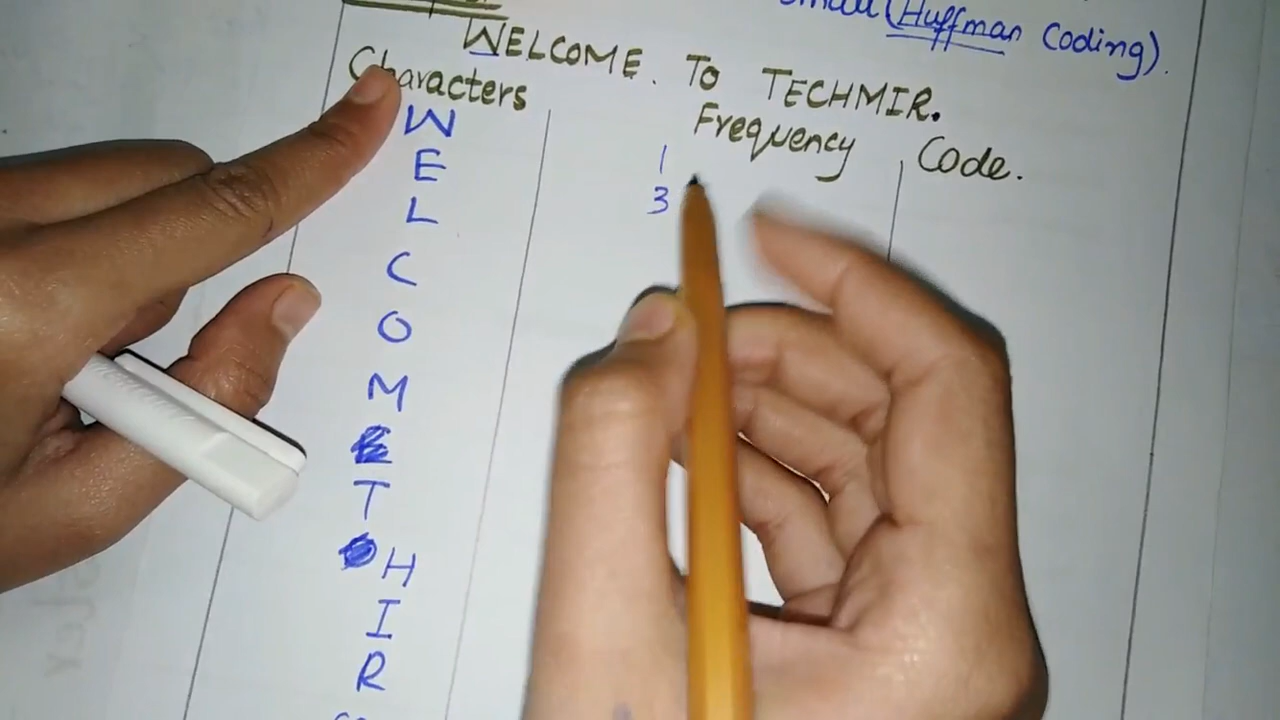 (Huffman Coding).
WELCOME. To TECHMIR.
Characters Frequency Code.
W 1
E 3
L
C
O
M
T
H
I
R